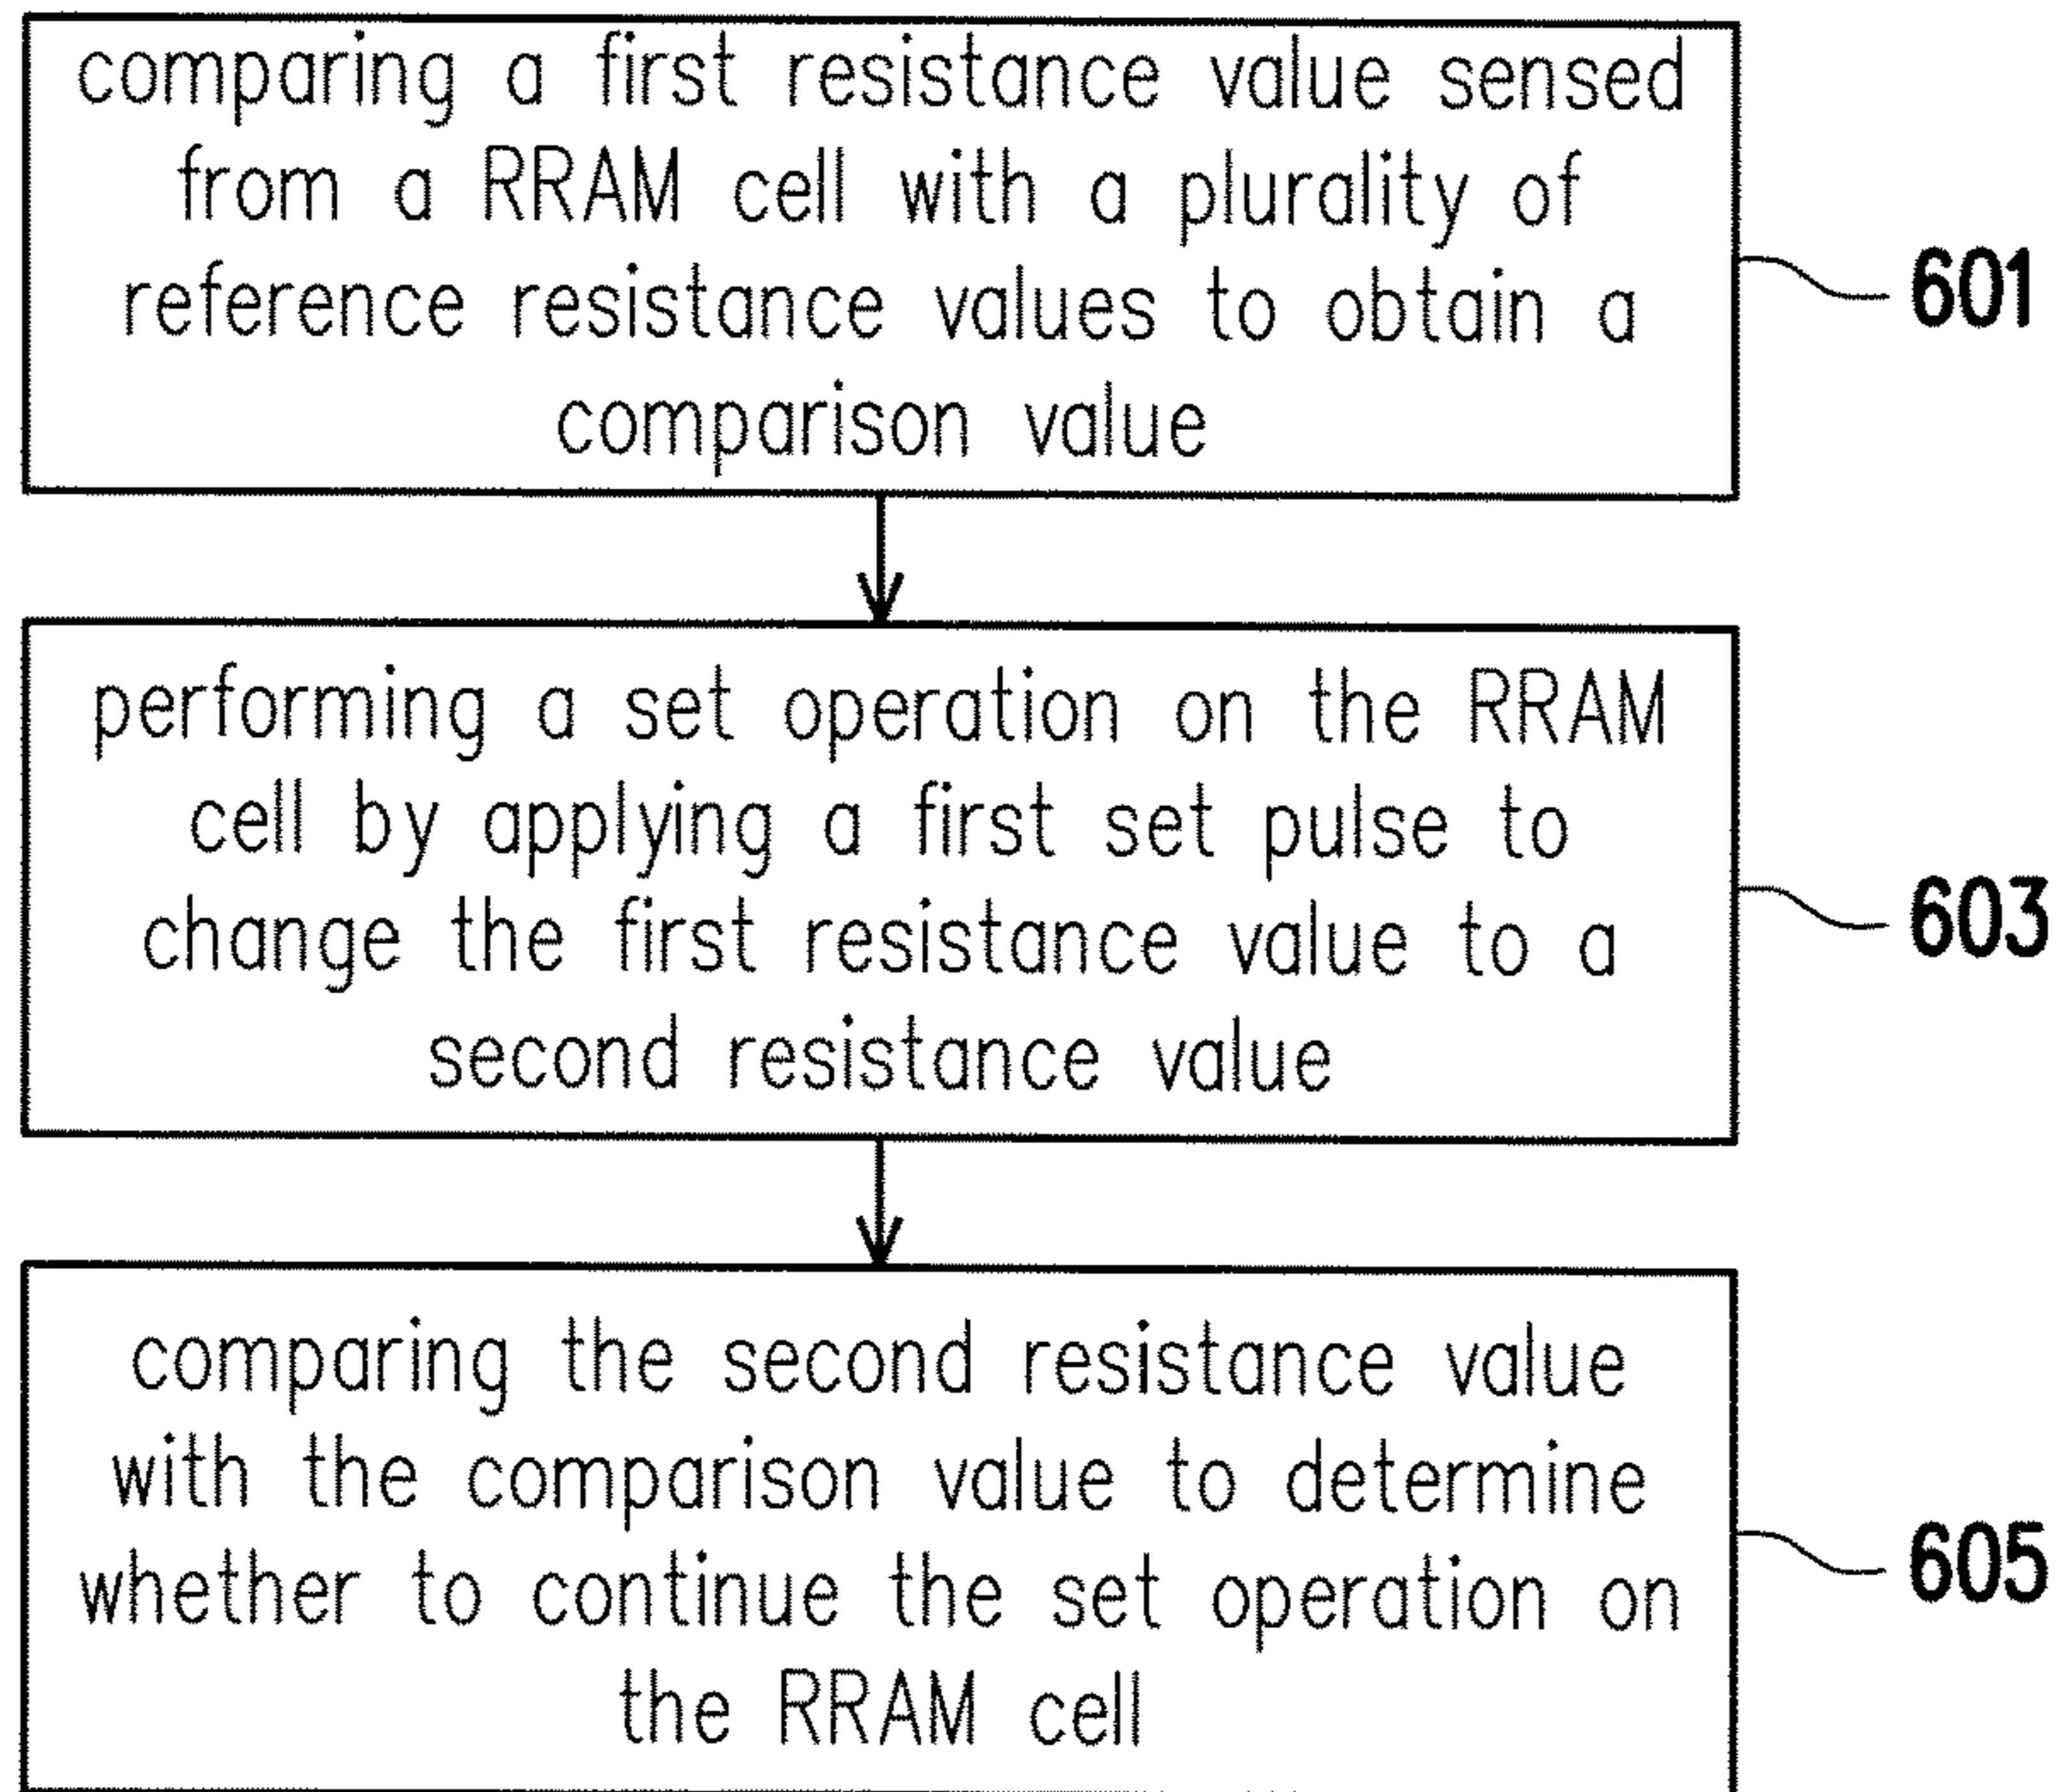 comparing a first resistance value sensed
from a RRAM cell with a plurality of
reference resistance values to obtain a
comparison value
601
performing a set operation on the RRAM
cell by applying a first set pulse to
change the first resistance value to a
second resistance value
603
comparing the second resistance value
with the comparison value to determine
whether to continue the set operation on
the RRAM cell
605